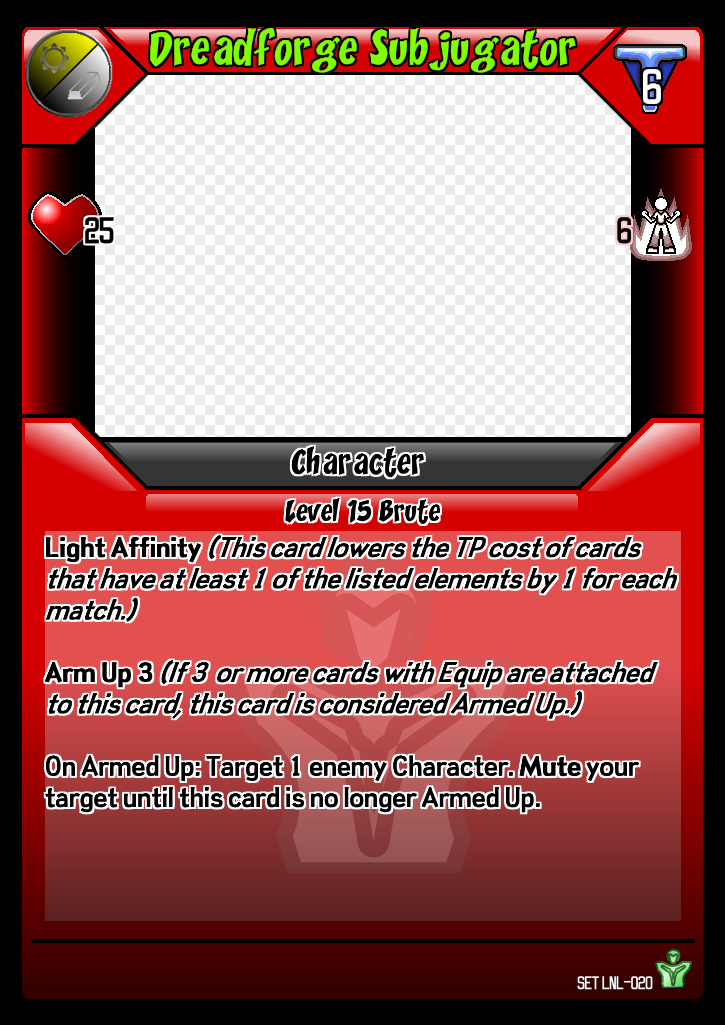 Dreadforge Subjugator
6
25
6
Character
Level 15 Brute
Light Affinity (This card lowers the TP cost of cards
that have at least 1 of the listed elements by 1 for each
match.)
Arm Up 3 (If 3 or more cards with Equip are attached
to this card, this card is considered Armed Up.)
On Armed Up: Target 1 enemy Character. Mute your
target until this card is no longer Armed Up.
SET LNL-020